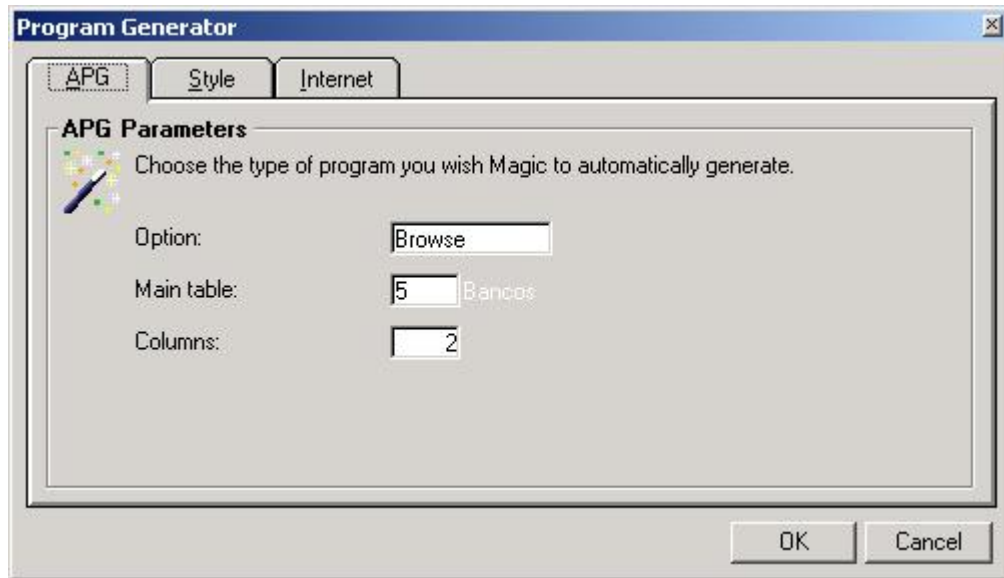 Program Generator
APG Style Internet
APG Parameters
Choose the type of program you wish Magic to automatically generate.
Option: Browse
Main table: 5 Bancos
Columns: 2
OK Cancel